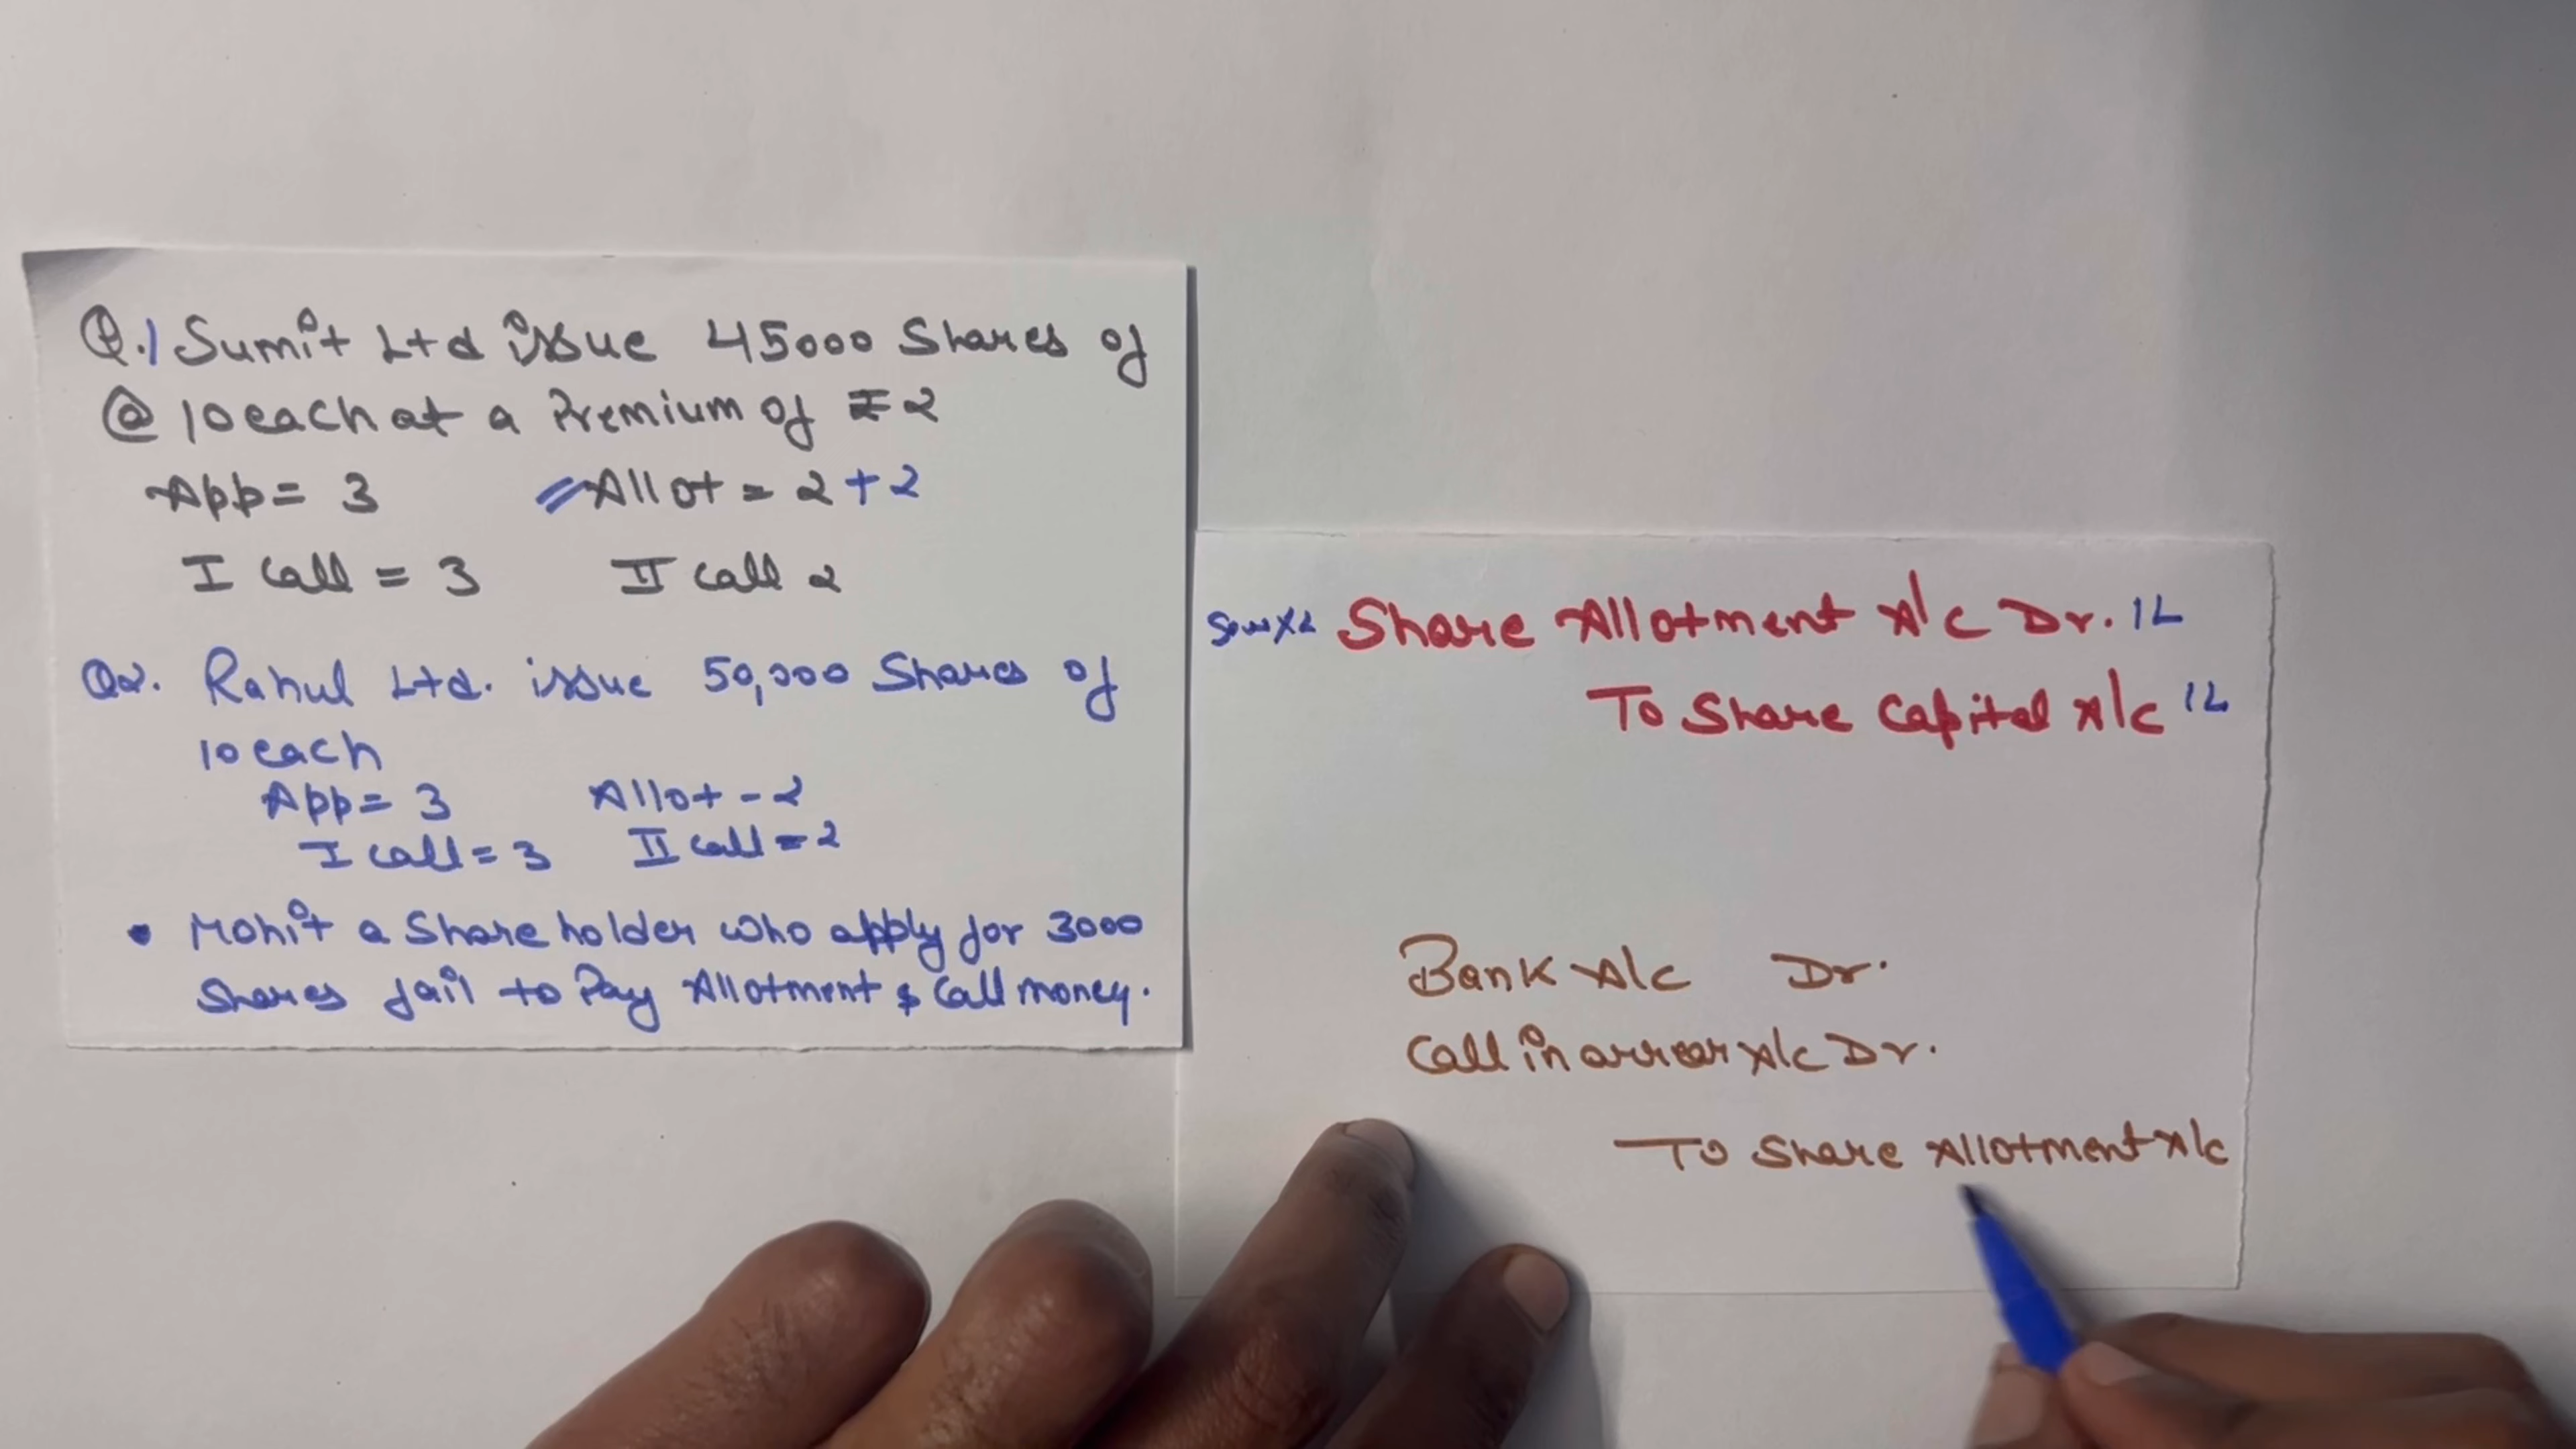 Q.1 Sumit Ltd issue 45000 Shares of
@ 10 each at a Premium of 2
App = 3 Allot = 2 + 2
I Call = 3 II Call 2
Q2. Rahul Ltd. issue 50,000 Shares of
10 each
App = 3 Allot - 2
I call = 3 II call = 2
• Mohit a Share holder who apply for 3000
Shares fail to Pay Allotment & Call money.
Share Allotment A/c Dr. 1L
To Share Capital A/c 1L
Bank A/c Dr.
Call in arrear A/c Dr.
To Share Allotment A/c